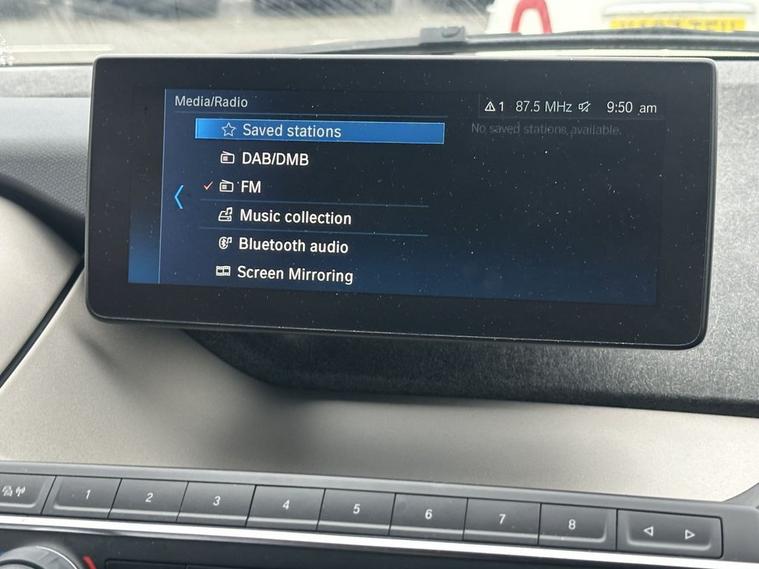 Media/Radio
1 87.5 MHz 9:50 am
Saved stations
No saved stations available.
DAB/DMB
FM
Music collection
Bluetooth audio
Screen Mirroring
1 2 3 4 5 6 7 8